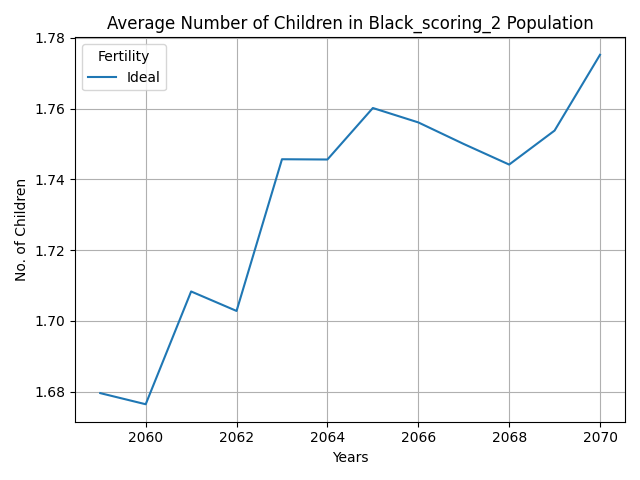 Average Number of Children in Black_scoring_2 Population
1.78
Fertility
Ideal
1.76
1.74
No. of Children
1.72
1.70
1.68
2060 2062 2064 2066 2068 2070
Years